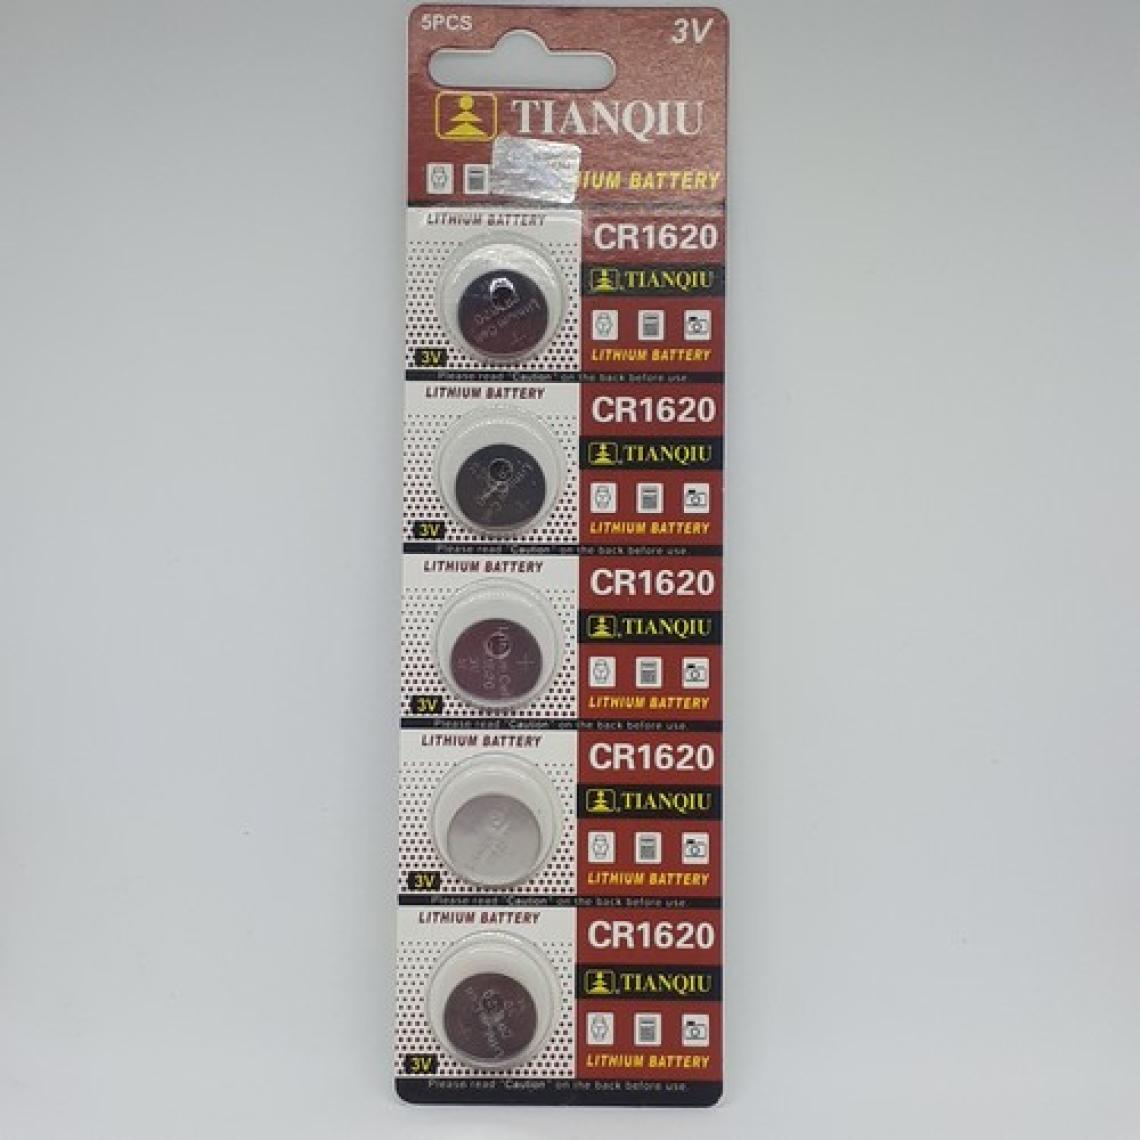 5PCS
3V
TIANQIU
IUM BATTERY
LITHIUM BATTERY
CR1620
TIANQIU
3V
LITHIUM BATTERY
Please read "Caution" on the back before use.
LITHIUM BATTERY
CR1620
TIANQIU
3V
LITHIUM BATTERY
Please read "Caution" on the back before use.
LITHIUM BATTERY
CR1620
TIANQIU
3V
LITHIUM BATTERY
Please read "Caution" on the back before use.
LITHIUM BATTERY
CR1620
TIANQIU
3V
LITHIUM BATTERY
Please read "Caution" on the back before use.
LITHIUM BATTERY
CR1620
TIANQIU
3V
LITHIUM BATTERY
Please read "Caution" on the back before use.